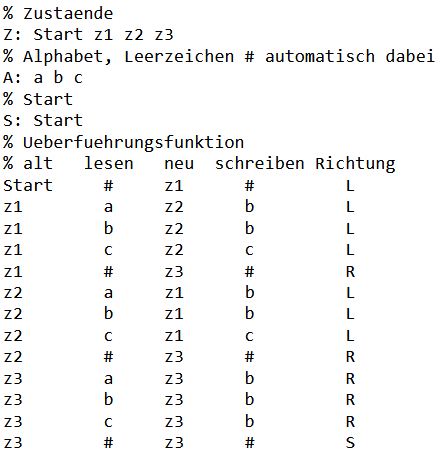 % Zustaende
Z: Start z1 z2 z3
% Alphabet, Leerzeichen # automatisch dabei
A: a b c
% Start
S: Start
% Ueberfuehrungsfunktion
% alt lesen neu schreiben Richtung
Start # z1 # L
z1 a z2 b L
z1 b z2 b L
z1 c z2 c L
z1 # z3 # R
z2 a z1 b L
z2 b z1 b L
z2 c z1 c L
z2 # z3 # R
z3 a z3 b R
z3 b z3 b R
z3 c z3 b R
z3 # z3 # S